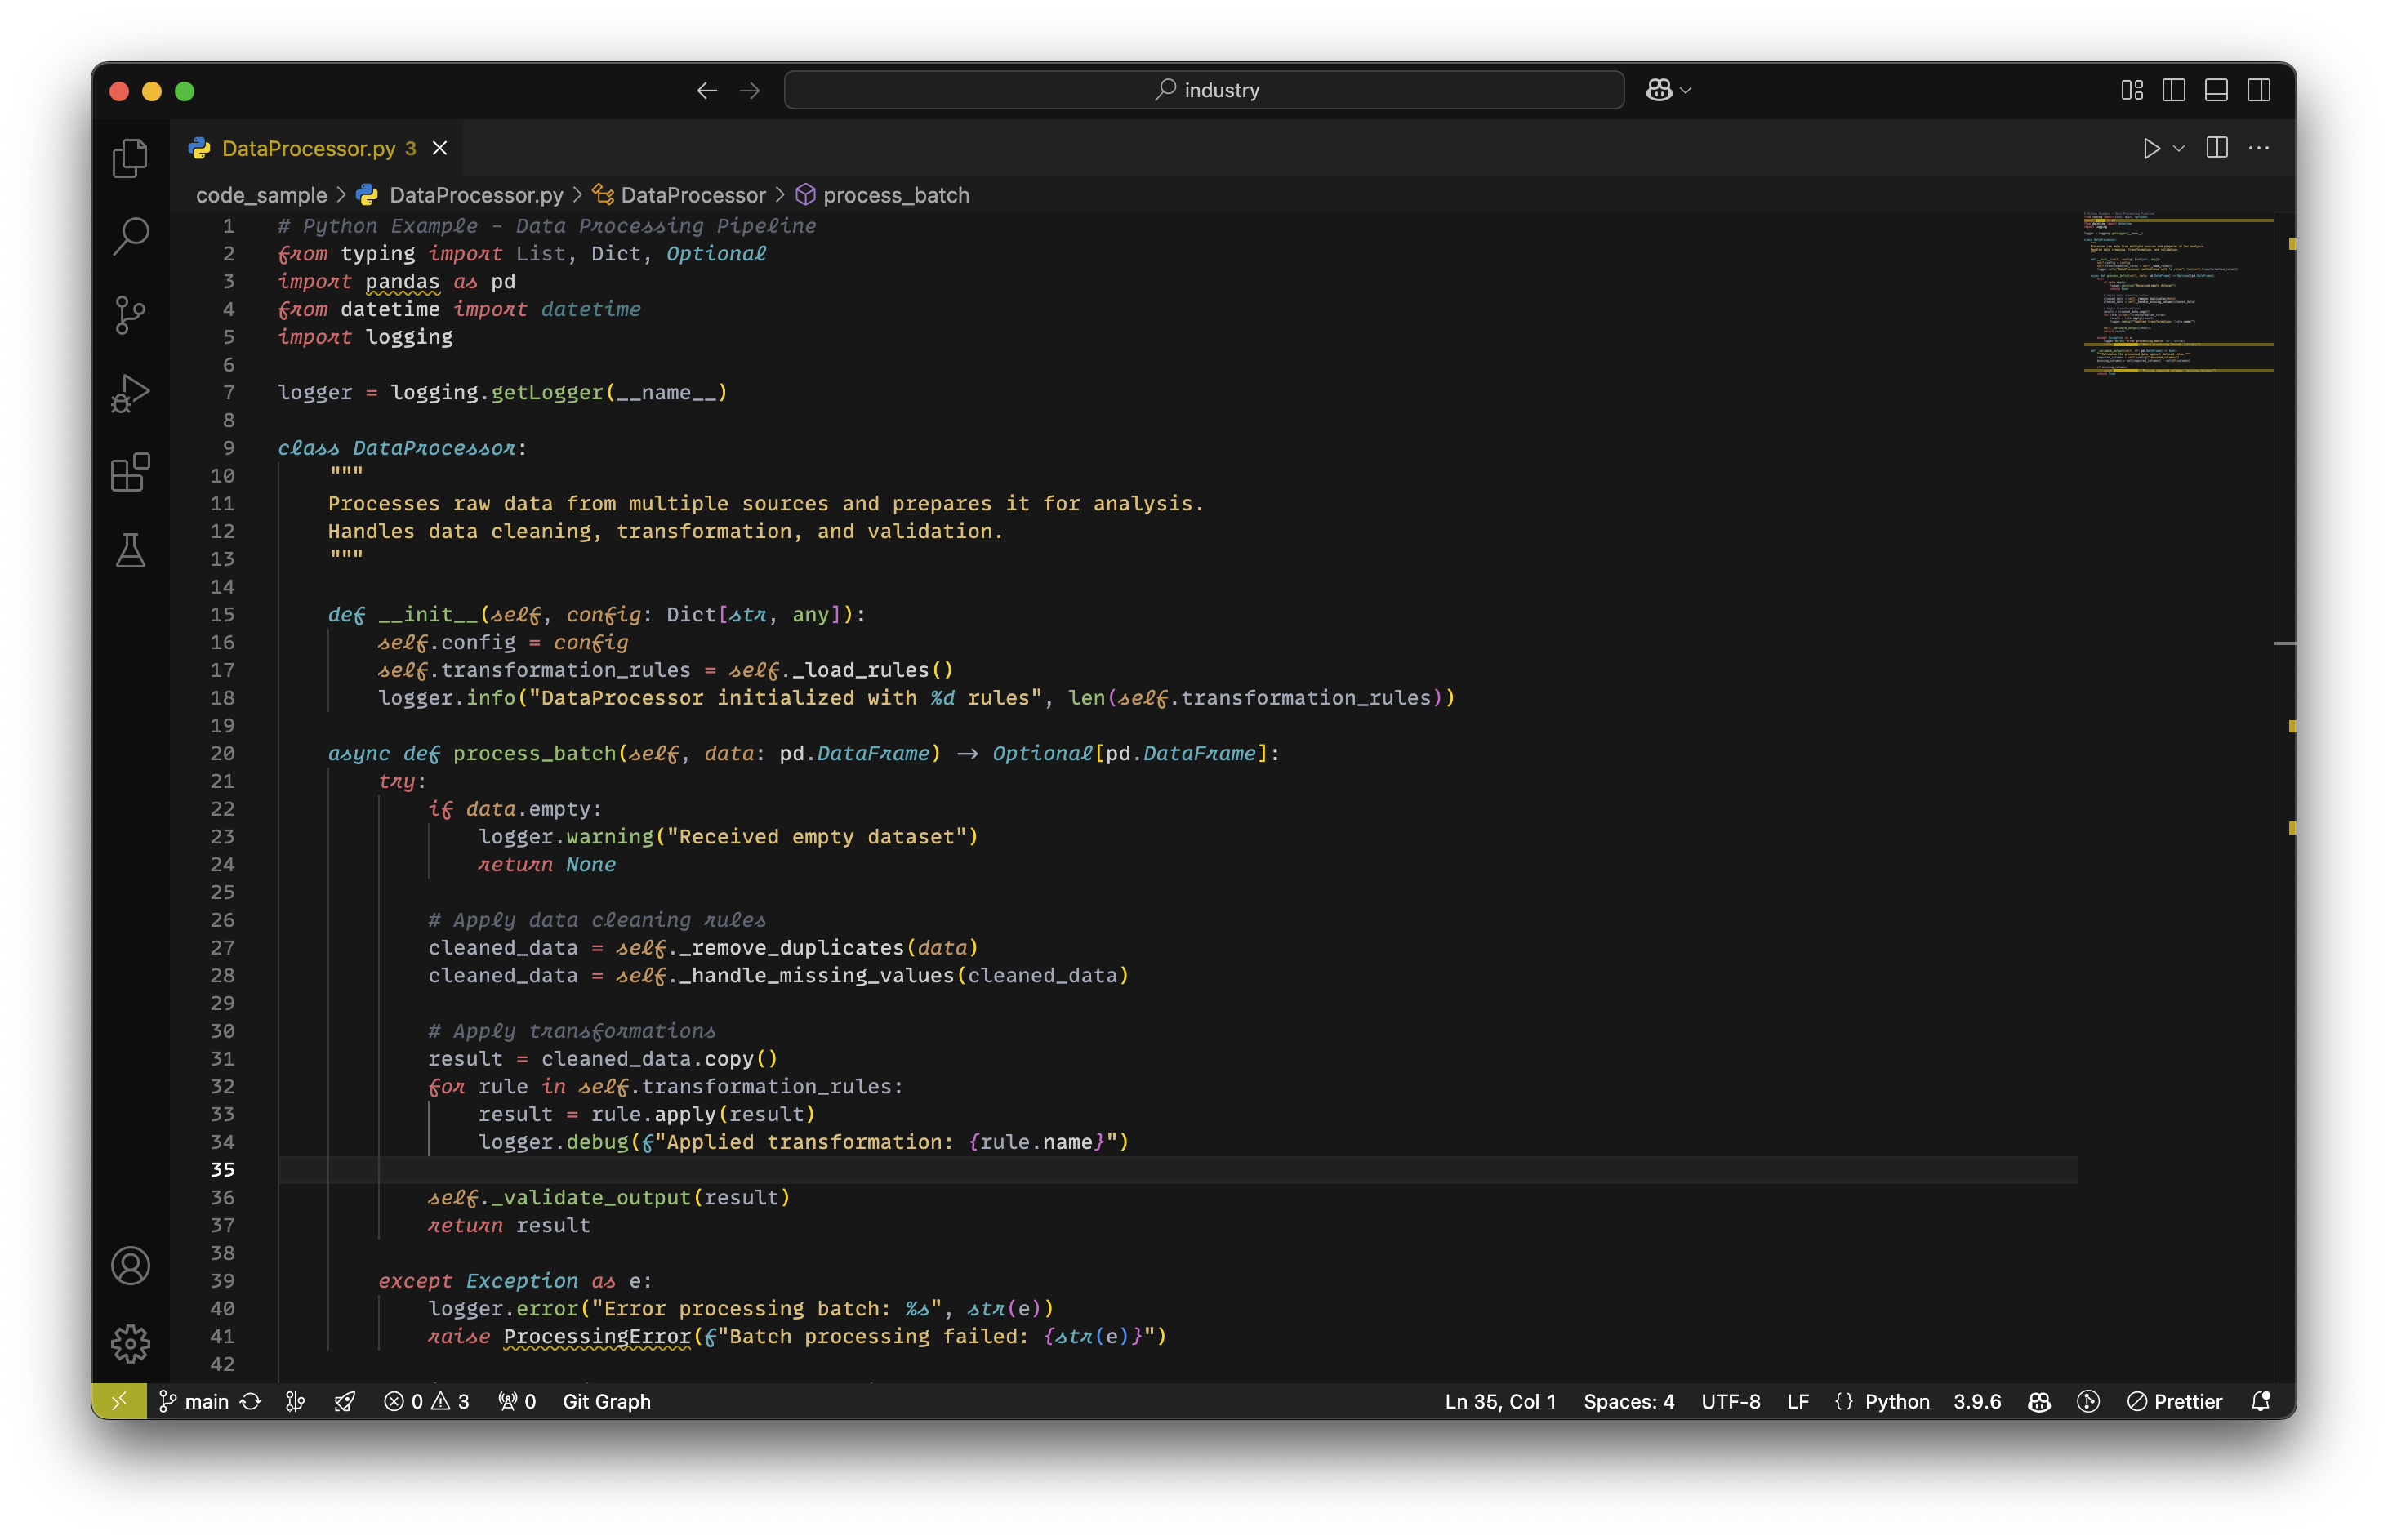 industry
DataProcessor.py 3
code_sample > DataProcessor.py > DataProcessor > process_batch
1 # Python Example - Data Processing Pipeline
2 from typing import List, Dict, Optional
3 import pandas as pd
4 from datetime import datetime
5 import logging
6
7 logger = logging.getLogger(__name__)
8
9 class DataProcessor:
10     """
11     Processes raw data from multiple sources and prepares it for analysis.
12     Handles data cleaning, transformation, and validation.
13     """
14
15     def __init__(self, config: Dict[str, any]):
16         self.config = config
17         self.transformation_rules = self._load_rules()
18         logger.info("DataProcessor initialized with %d rules", len(self.transformation_rules))
19
20     async def process_batch(self, data: pd.DataFrame) → Optional[pd.DataFrame]:
21         try:
22             if data.empty:
23                 logger.warning("Received empty dataset")
24                 return None
25
26             # Apply data cleaning rules
27             cleaned_data = self._remove_duplicates(data)
28             cleaned_data = self._handle_missing_values(cleaned_data)
29
30             # Apply transformations
31             result = cleaned_data.copy()
32             for rule in self.transformation_rules:
33                 result = rule.apply(result)
34                 logger.debug(f"Applied transformation: {rule.name}")
35
36             self._validate_output(result)
37             return result
38
39         except Exception as e:
40             logger.error("Error processing batch: %s", str(e))
41             raise ProcessingError(f"Batch processing failed: {str(e)}")
42
main 0 3 0 Git Graph Ln 35, Col 1 Spaces: 4 UTF-8 LF {} Python 3.9.6 Prettier